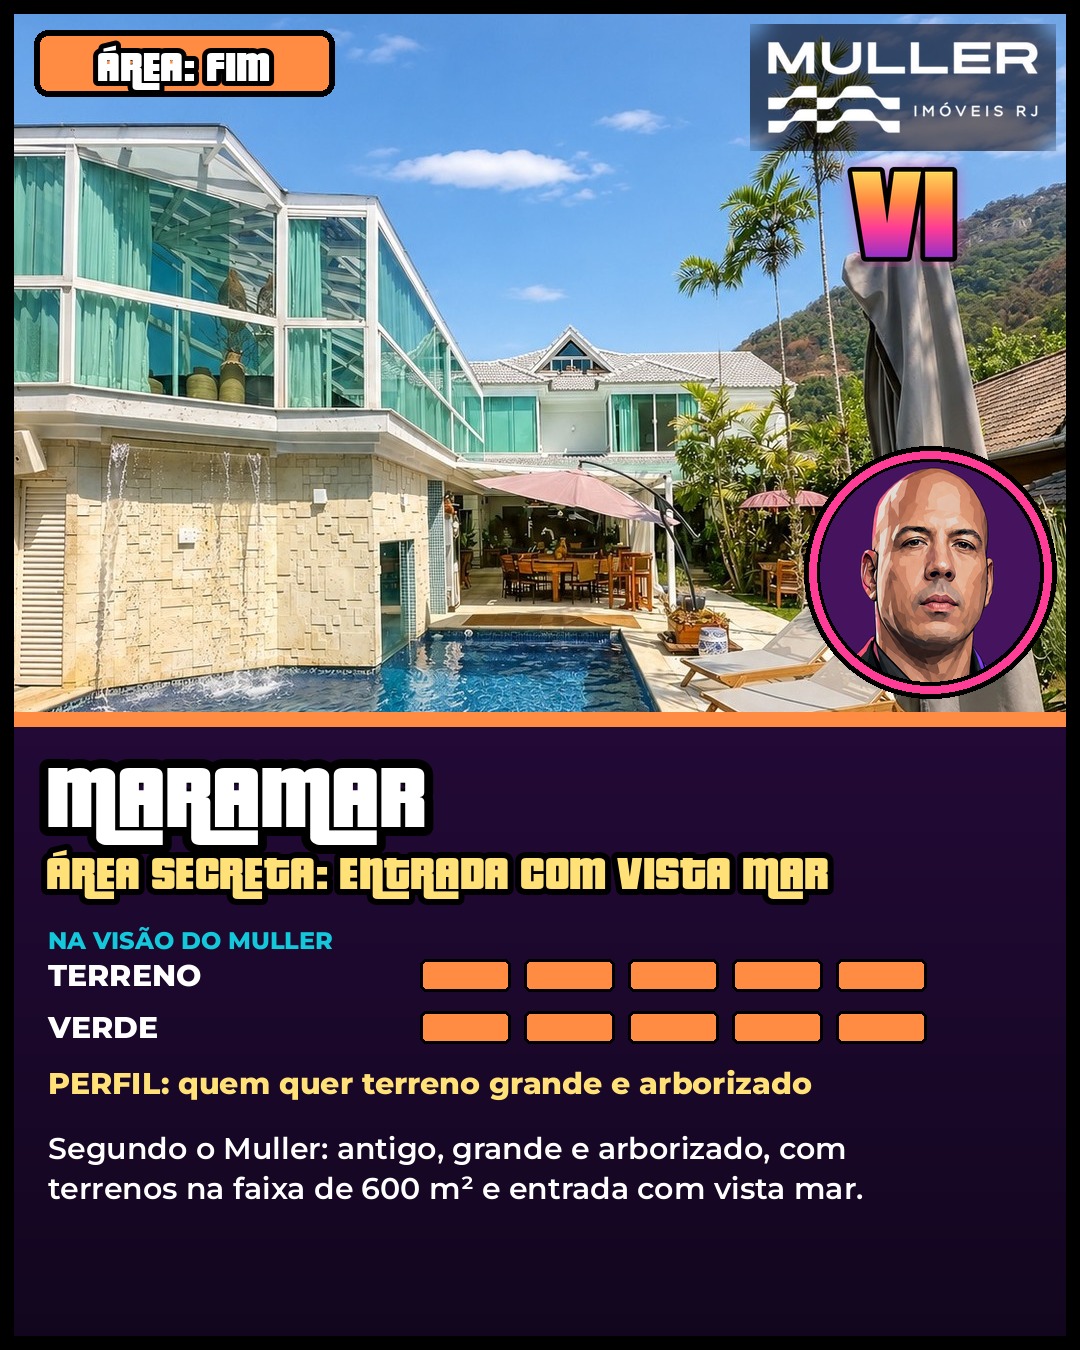 ÁREA: FIM
MULLER
IMÓVEIS RJ
VI
MARAMAR
ÁREA SECRETA: ENTRADA COM VISTA MAR
NA VISÃO DO MULLER
TERRENO
VERDE
PERFIL: quem quer terreno grande e arborizado
Segundo o Muller: antigo, grande e arborizado, com
terrenos na faixa de 600 m² e entrada com vista mar.